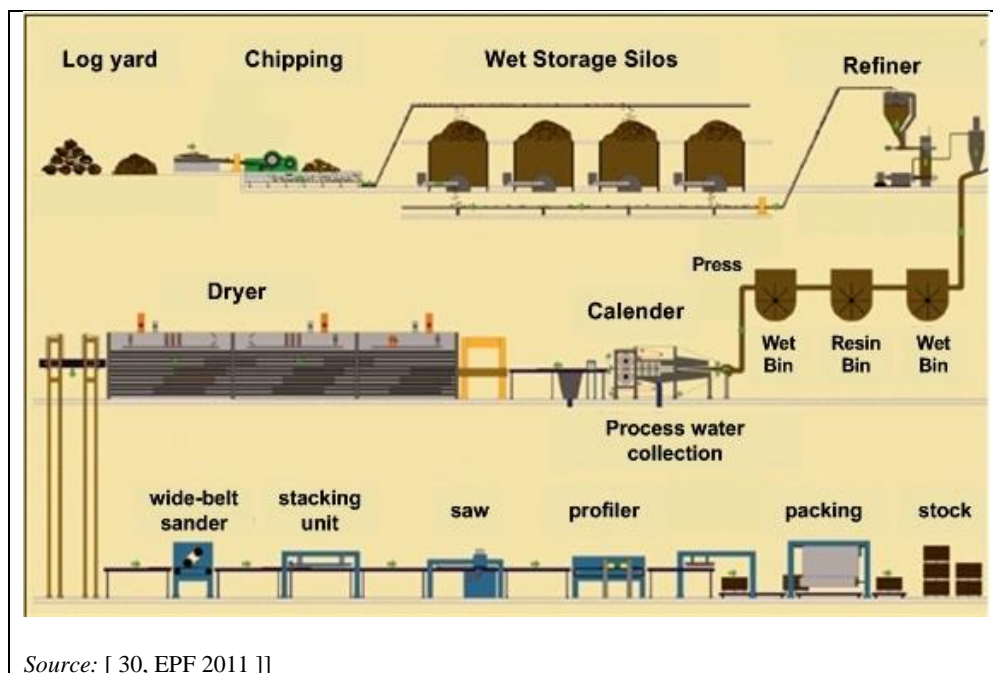 Log yard
Chipping
Wet Storage Silos
Refiner
Press
Wet
Bin
Resin
Bin
Wet
Bin
Dryer
Calender
Process water
collection
wide-belt
sander
stacking
unit
saw
profiler
packing
stock
Source: [ 30, EPF 2011 ]]